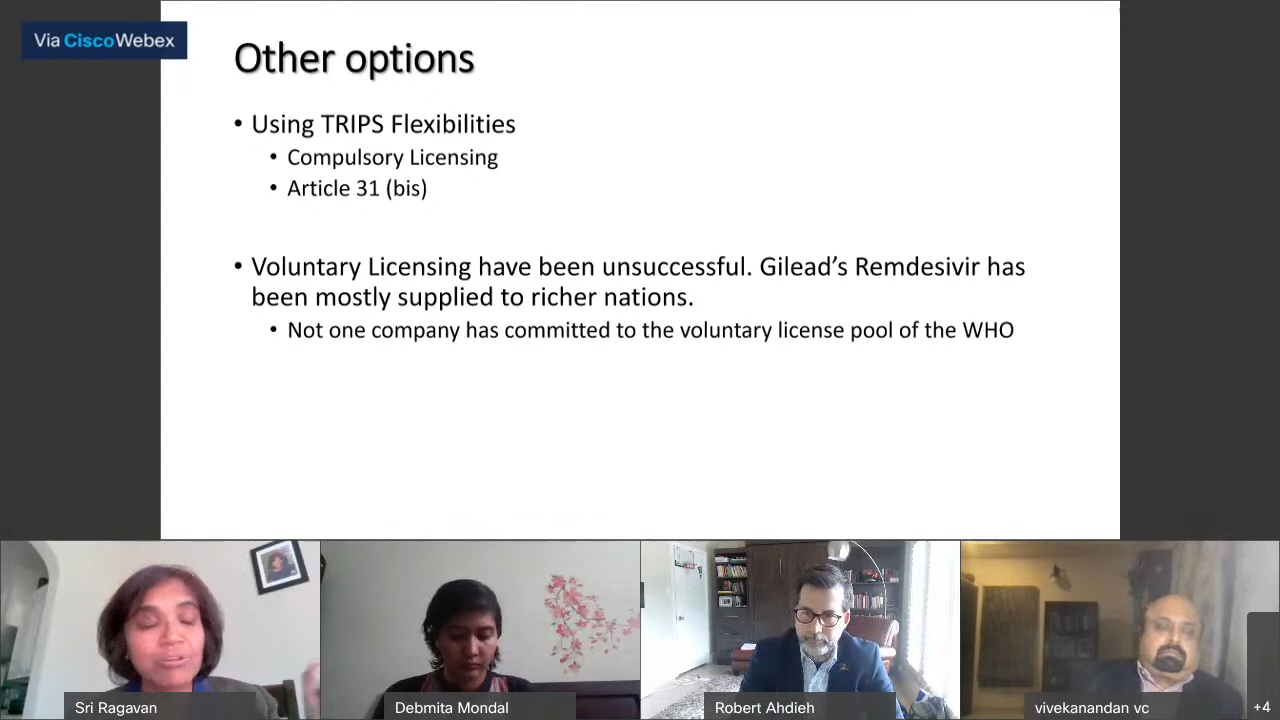 Via Cisco Webex
Other options
• Using TRIPS Flexibilities
• Compulsory Licensing
• Article 31 (bis)
• Voluntary Licensing have been unsuccessful. Gilead’s Remdesivir has
been mostly supplied to richer nations.
• Not one company has committed to the voluntary license pool of the WHO
Sri Ragavan
Debmita Mondal
Robert Ahdieh
vivekanandan vc
+4